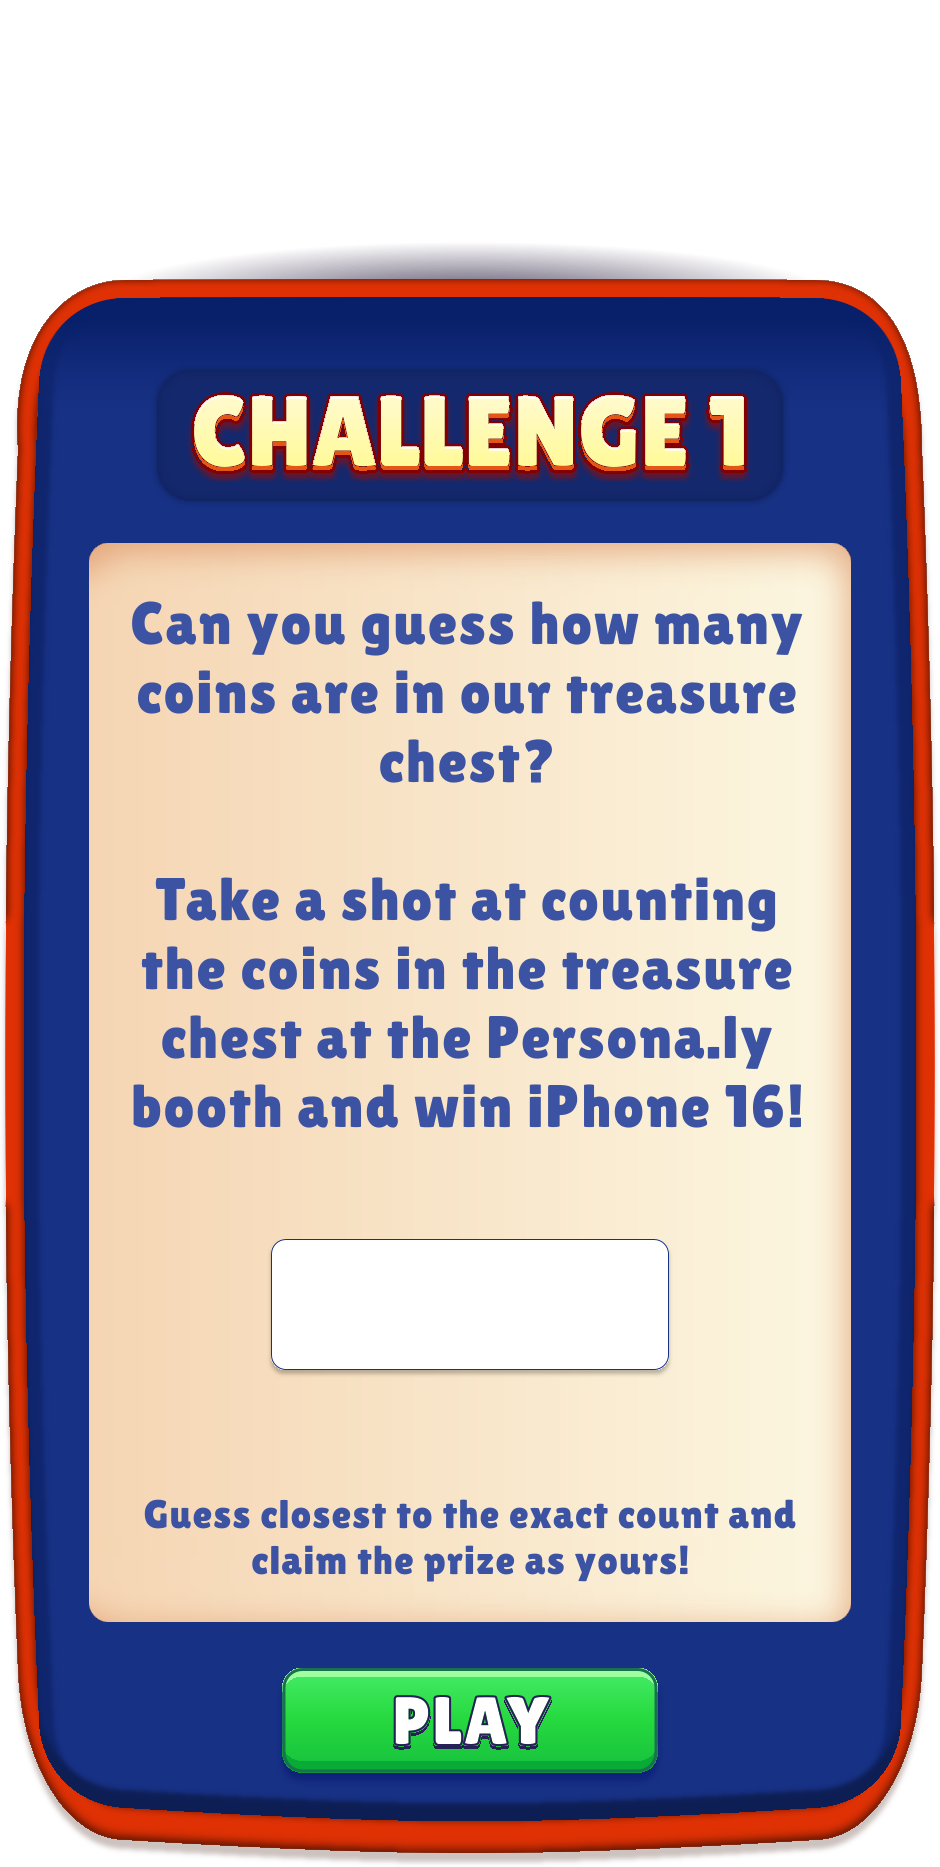 CHALLENGE 1
Can you guess how many
coins are in our treasure
chest?
Take a shot at counting
the coins in the treasure
chest at the Persona.ly
booth and win iPhone 16!
Guess closest to the exact count and
claim the prize as yours!
PLAY